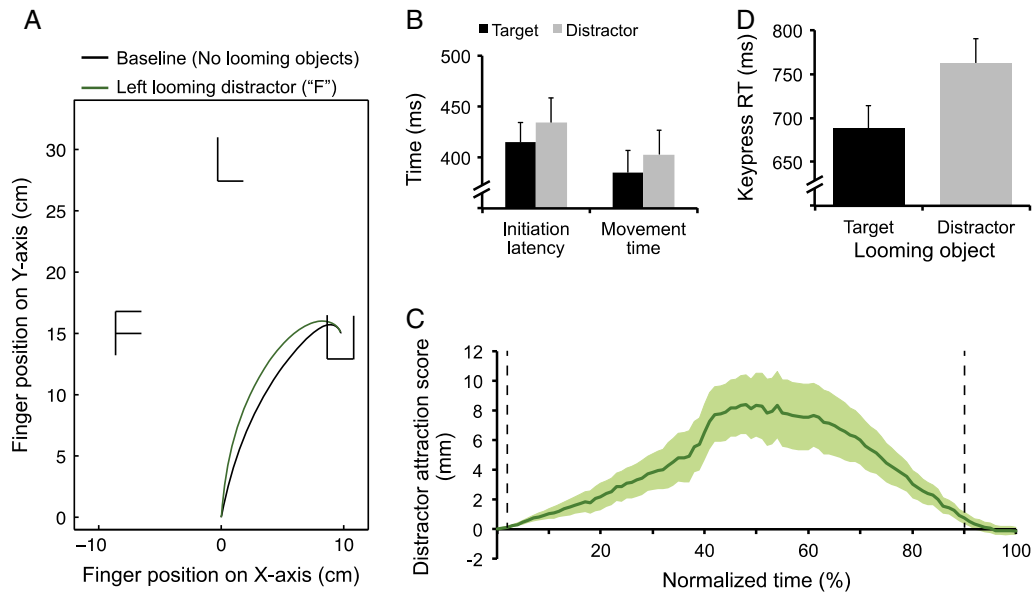 A
Baseline (No looming objects)
Left looming distractor ("F")
Finger position on Y-axis (cm)
30
25
20
15
10
5
0
−10
0
10
Finger position on X-axis (cm)
B
Target
Distractor
Time (ms)
500
400
Initiation
latency
Movement
time
D
Keypress RT (ms)
800
750
700
650
Target
Distractor
Looming object
C
Distractor attraction score
(mm)
12
10
8
6
4
2
0
-2
20
40
60
80
100
Normalized time (%)